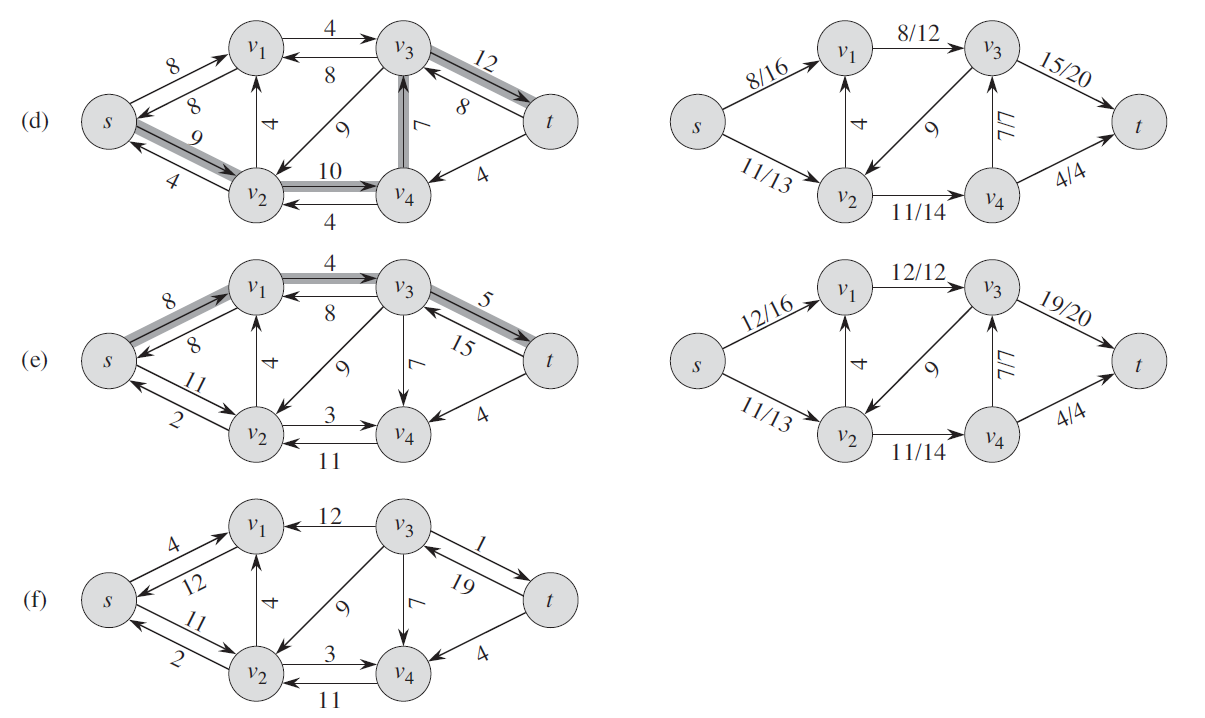 4
v1
v3
8
12
8
8
8
(d)
s
9
4
9
7
t
4
10
4
v2
v4
4
8/12
v1
v3
8/16
15/20
s
4
9
7/7
t
11/13
4/4
v2
v4
11/14
4
v1
v3
8
5
8
8
15
(e)
s
11
4
9
7
t
2
3
4
v2
v4
11
12/12
v1
v3
12/16
19/20
s
4
9
7/7
t
11/13
4/4
v2
v4
11/14
12
v1
v3
4
1
12
19
(f)
s
11
4
9
7
t
2
3
4
v2
v4
11